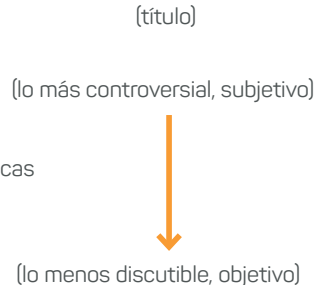 (título)
(lo más controversial, subjetivo)
cas
(lo menos discutible, objetivo)